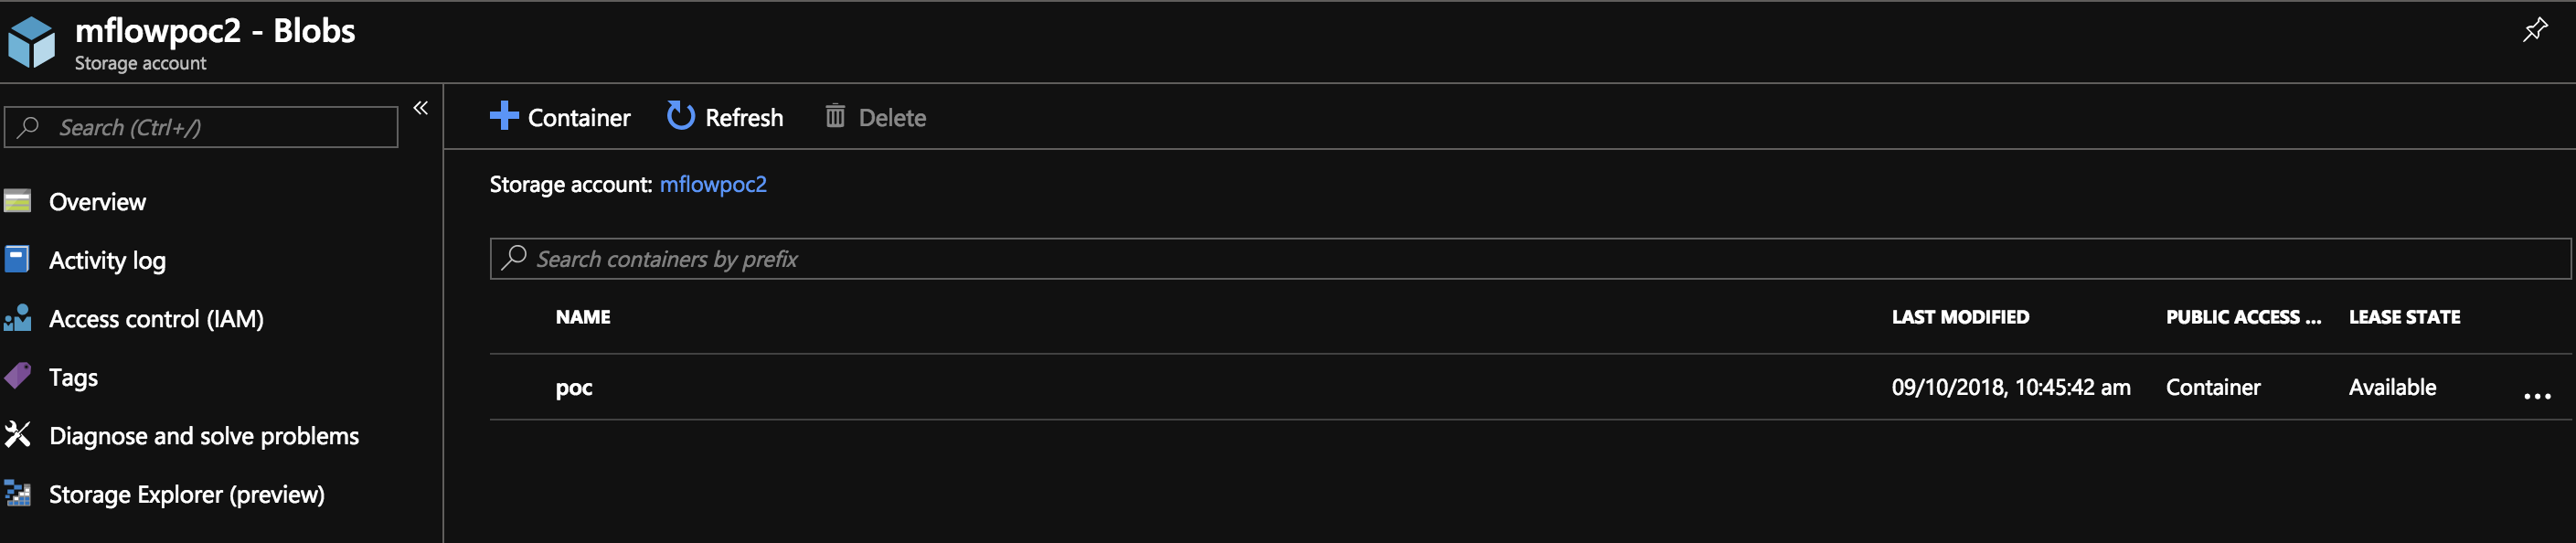 mflowpoc2 - Blobs
Storage account
Search (Ctrl+/)
«
Overview
Activity log
Access control (IAM)
Tags
Diagnose and solve problems
Storage Explorer (preview)
Container Refresh Delete
Storage account: mflowpoc2
Search containers by prefix
NAME LAST MODIFIED PUBLIC ACCESS ... LEASE STATE
poc 09/10/2018, 10:45:42 am Container Available ...